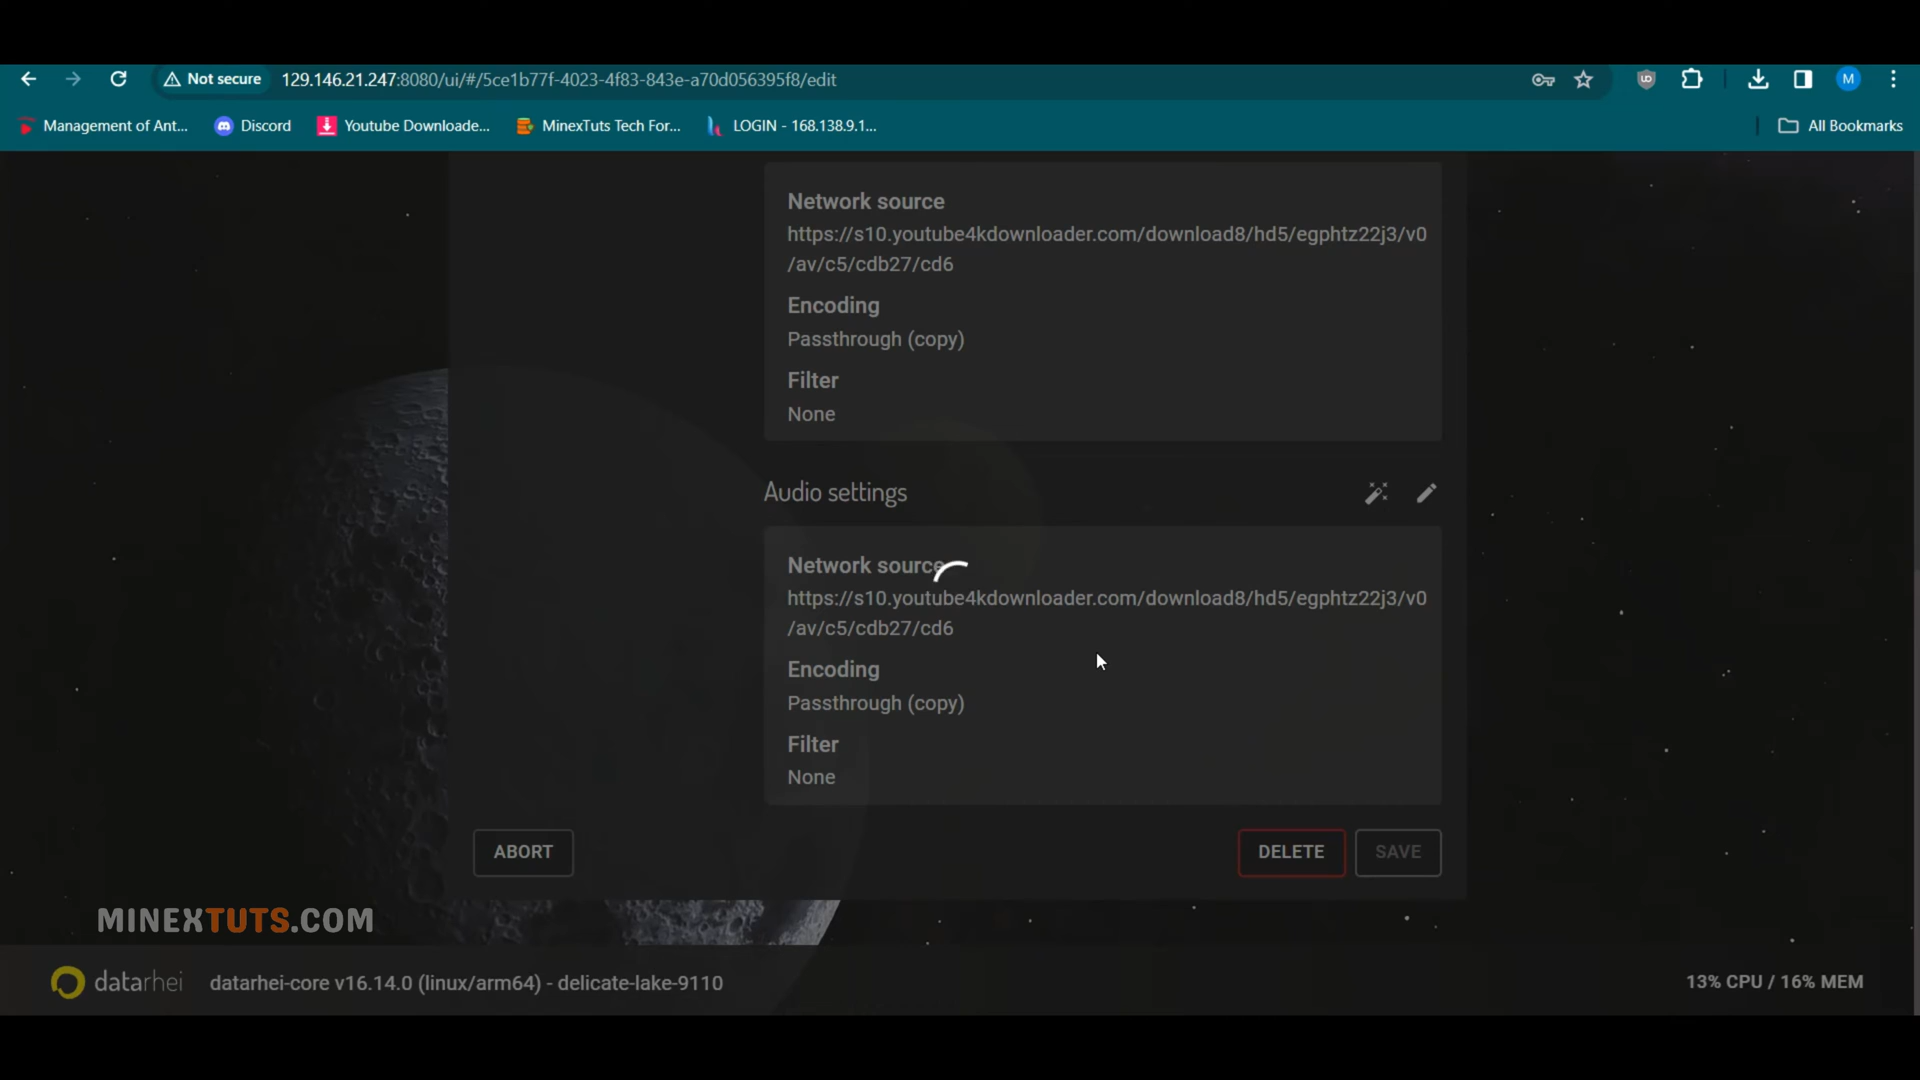 Not secure 129.146.21.247:8080/ui/#/5ce1b77f-4023-4f83-843e-a70d056395f8/edit M
Management of Ant... Discord Youtube Downloade... MinexTuts Tech For... LOGIN - 168.138.9.1... All Bookmarks
Network source
https://s10.youtube4kdownloader.com/download8/hd5/egphtz22j3/v0
/av/c5/cdb27/cd6
Encoding
Passthrough (copy)
Filter
None
Audio settings
Network source
https://s10.youtube4kdownloader.com/download8/hd5/egphtz22j3/v0
/av/c5/cdb27/cd6
Encoding
Passthrough (copy)
Filter
None
ABORT DELETE SAVE
MINEXTUTS.COM
datarhei datarhei-core v16.14.0 (linux/arm64) - delicate-lake-9110 13% CPU / 16% MEM